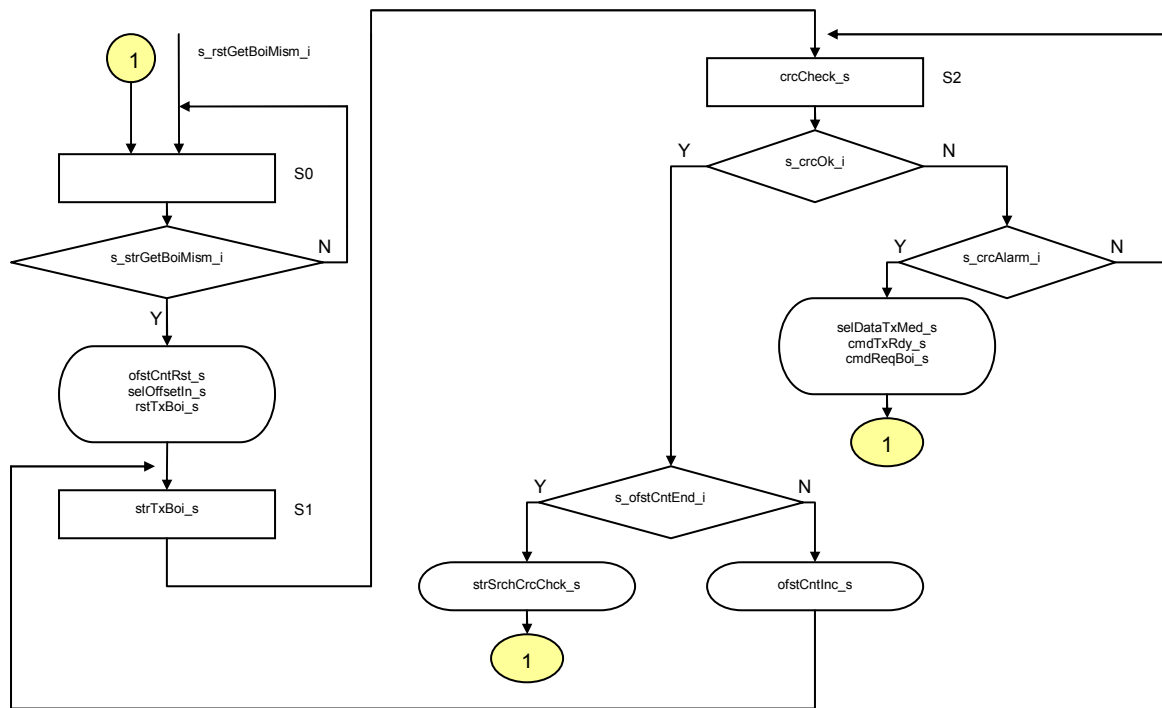 1
s_rstGetBoiMism_i
S0
s_strGetBoiMism_i
N
Y
ofstCntRst_s
selOffsetIn_s
rstTxBoi_s
strTxBoi_s
S1
crcCheck_s
S2
s_crcOk_i
Y
N
s_crcAlarm_i
Y
N
selDataTxMed_s
cmdTxRdy_s
cmdReqBoi_s
1
s_ofstCntEnd_i
Y
N
strSrchCrcChck_s
ofstCntInc_s
1